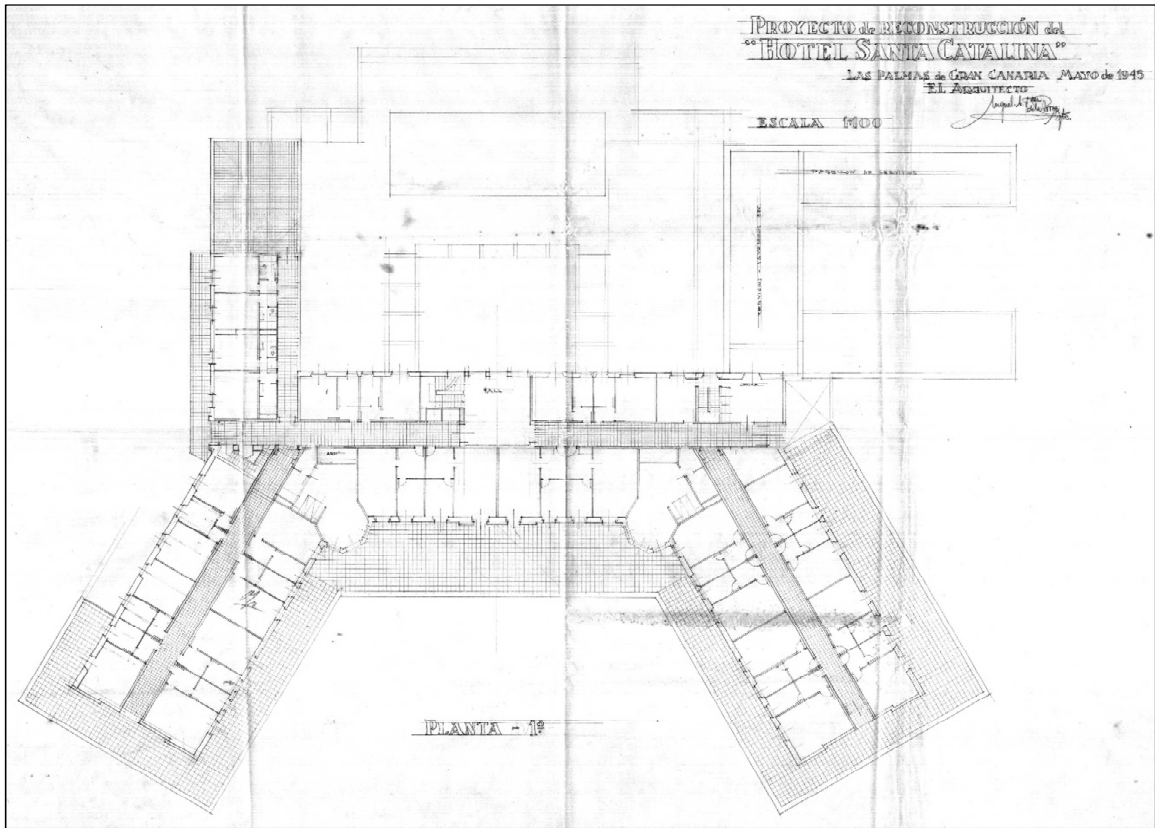 PROYECTO de RECONSTRUCCIÓN del
"HOTEL SANTA CATALINA"
LAS PALMAS de GRAN CANARIA MAYO de 1945
EL ARQUITECTO
ESCALA 1:100
HALL
PLANTA - 1ª